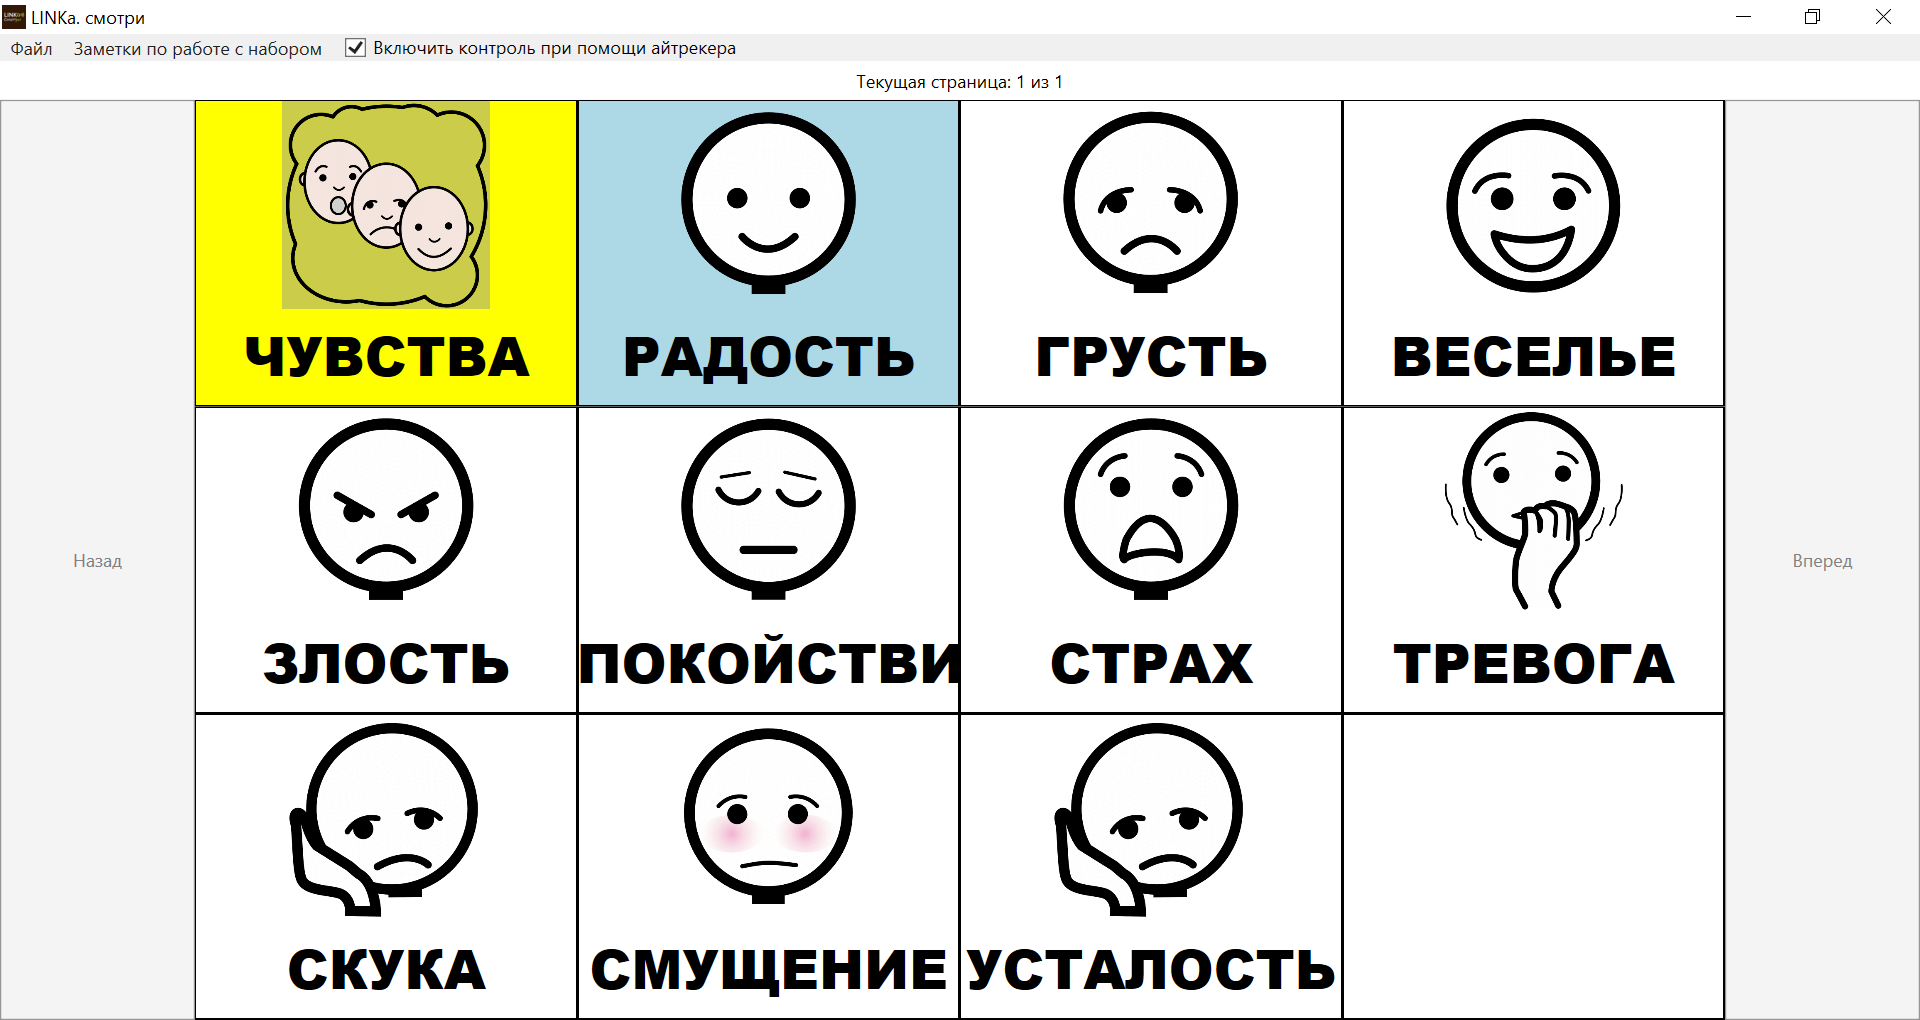 LINKa. смотри
Файл Заметки по работе с набором Включить контроль при помощи айтрекера
Текущая страница: 1 из 1
ЧУВСТВА РАДОСТЬ ГРУСТЬ ВЕСЕЛЬЕ
Назад Вперед
ЗЛОСТЬ ПОКОЙСТВИ СТРАХ ТРЕВОГА
СКУКА СМУЩЕНИЕ УСТАЛОСТЬ